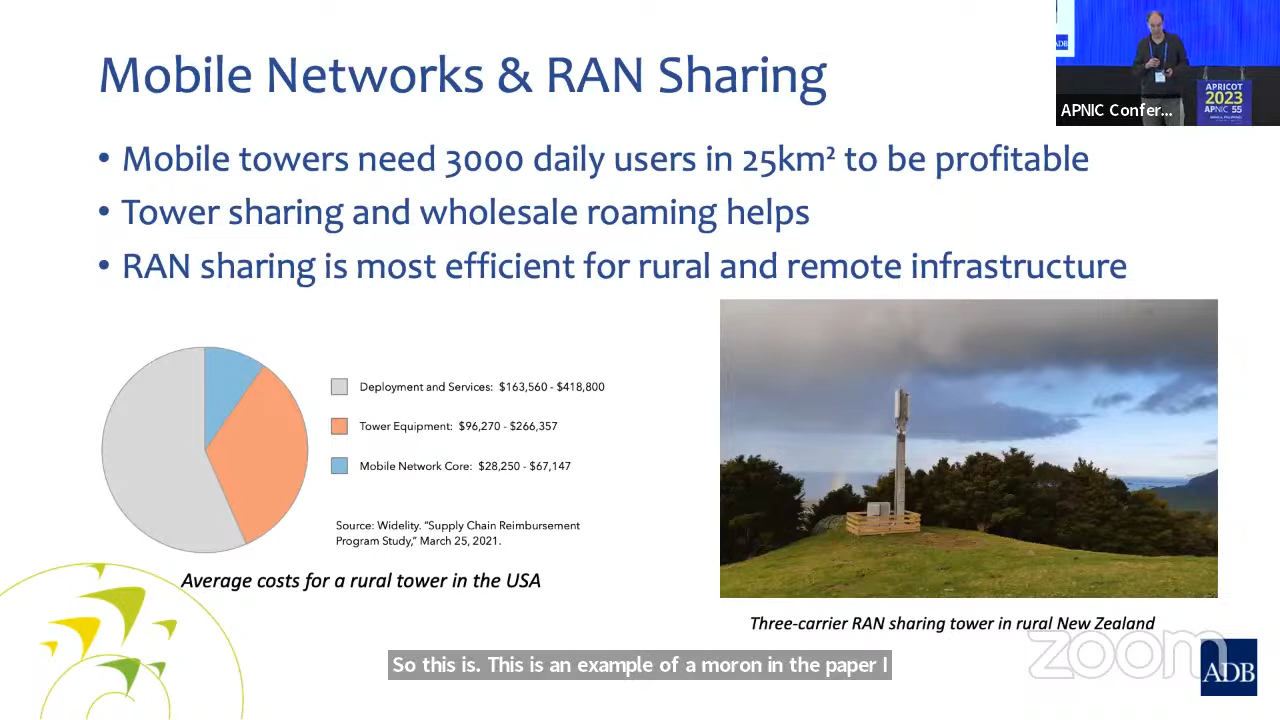 Mobile Networks & RAN Sharing
ADB
APRICOT
2023
APNIC 55
APNIC Confer...
• Mobile towers need 3000 daily users in 25km² to be profitable
• Tower sharing and wholesale roaming helps
• RAN sharing is most efficient for rural and remote infrastructure
Deployment and Services: $163,560 - $418,800
Tower Equipment: $96,270 - $266,357
Mobile Network Core: $28,250 - $67,147
Source: Widelity. “Supply Chain Reimbursement
Program Study,” March 25, 2021.
Average costs for a rural tower in the USA
Three-carrier RAN sharing tower in rural New Zealand
So this is. This is an example of a moron in the paper I
zoom
ADB